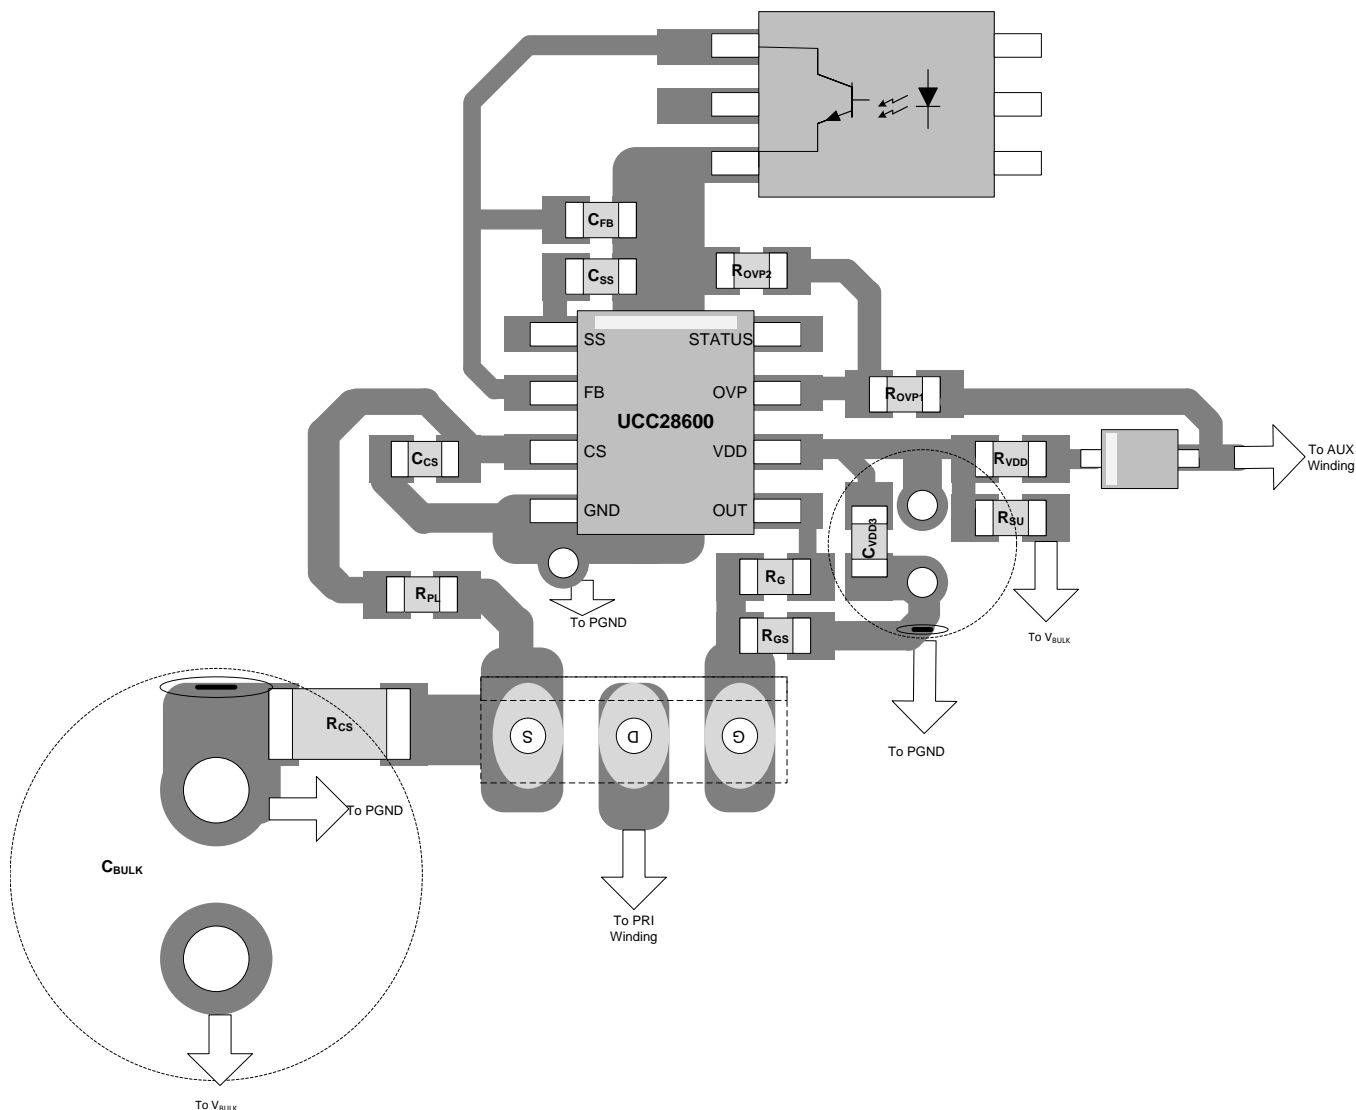 CFB
CSS
ROVP2
SS
STATUS
FB
OVP
ROVP1
UCC28600
CS
VDD
CCS
RVDD
To AUX
Winding
GND
OUT
RSU
CVDD3
RG
RPL
To PGND
RGS
To VBULK
RCS
S
D
G
To PGND
To PGND
CBULK
To PRI
Winding
To VBULK